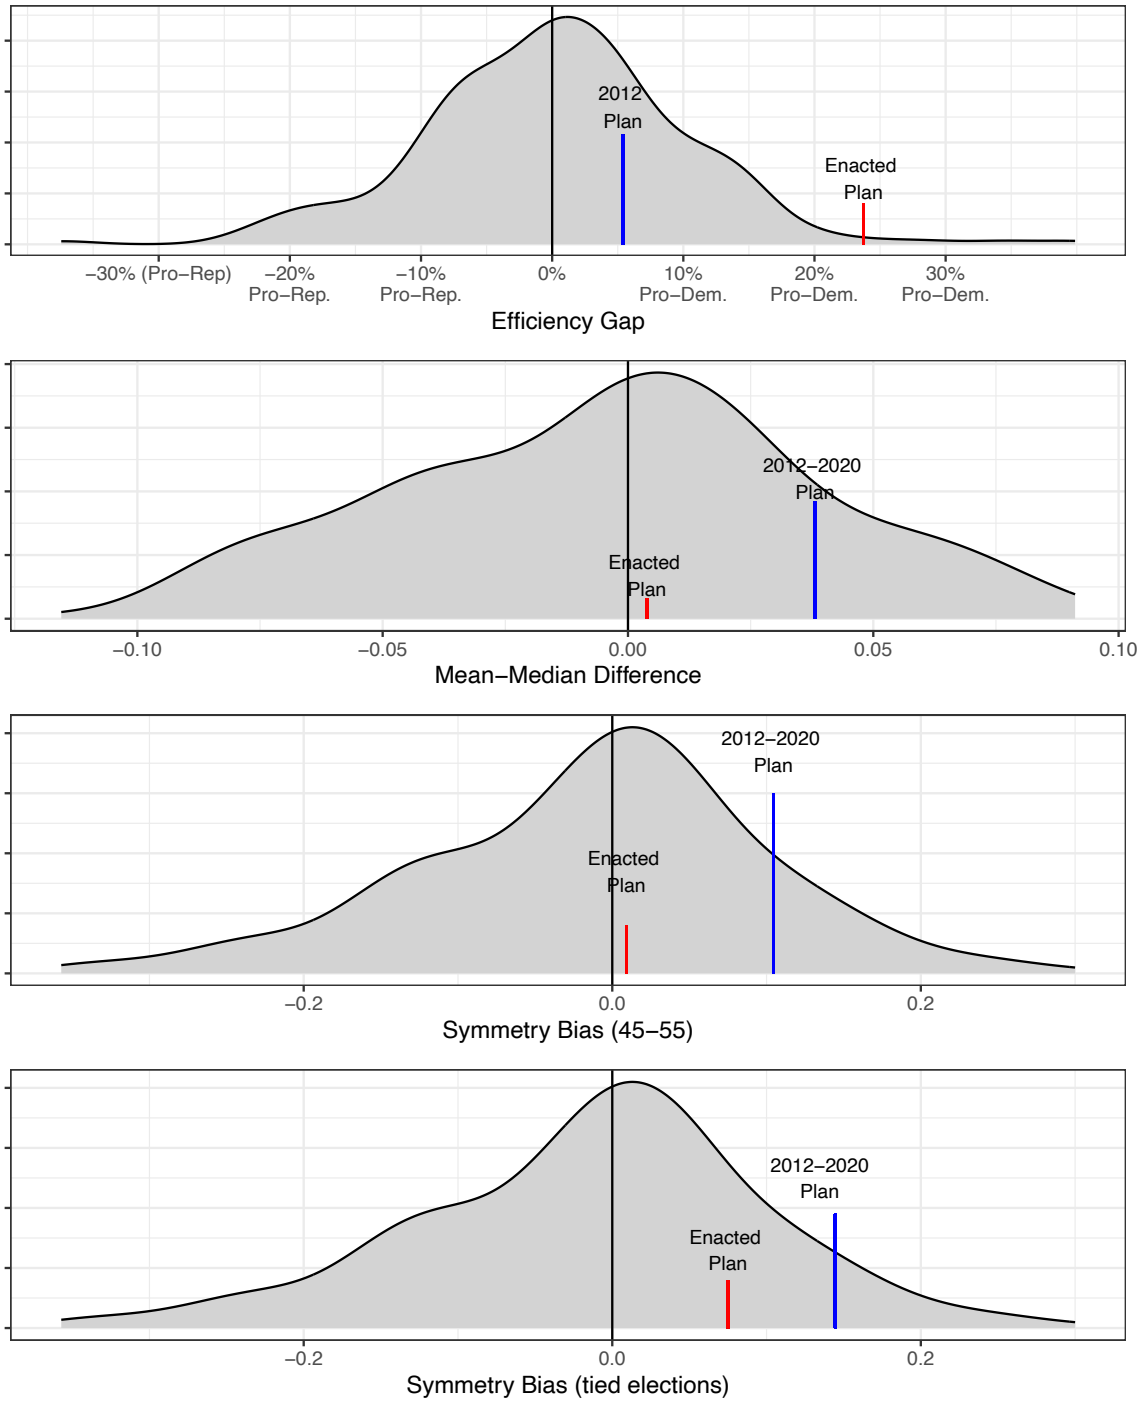 2012
Plan
Enacted
Plan
−30% (Pro−Rep) −20% −10% 0% 10% 20% 30%
Pro−Rep. Pro−Rep. Pro−Dem. Pro−Dem. Pro−Dem.
Efficiency Gap
2012−2020
Plan
Enacted
Plan
−0.10 −0.05 0.00 0.05 0.10
Mean−Median Difference
2012−2020
Plan
Enacted
Plan
−0.2 0.0 0.2
Symmetry Bias (45−55)
2012−2020
Plan
Enacted
Plan
−0.2 0.0 0.2
Symmetry Bias (tied elections)